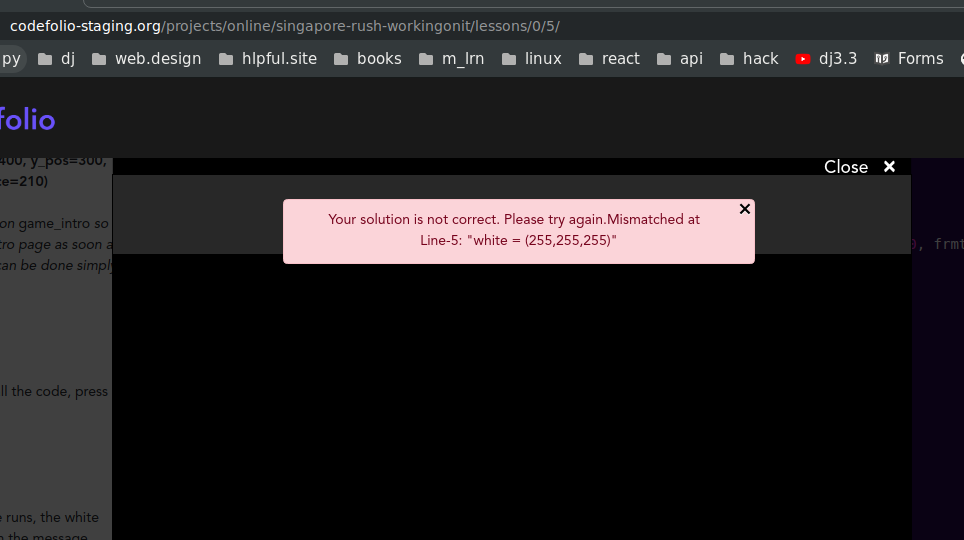 codefolio-staging.org/projects/online/singapore-rush-workingonit/lessons/0/5/
py dj web.design hlpful.site books m_lrn linux react api hack dj3.3 Forms
folio
400, y_pos=300,
Close ×
ce=210)
Your solution is not correct. Please try again.Mismatched at
Line-5: "white = (255,255,255)"
on game_intro so
tro page as soon a
can be done simply
0, frmt
ll the code, press
e runs, the white
n the message